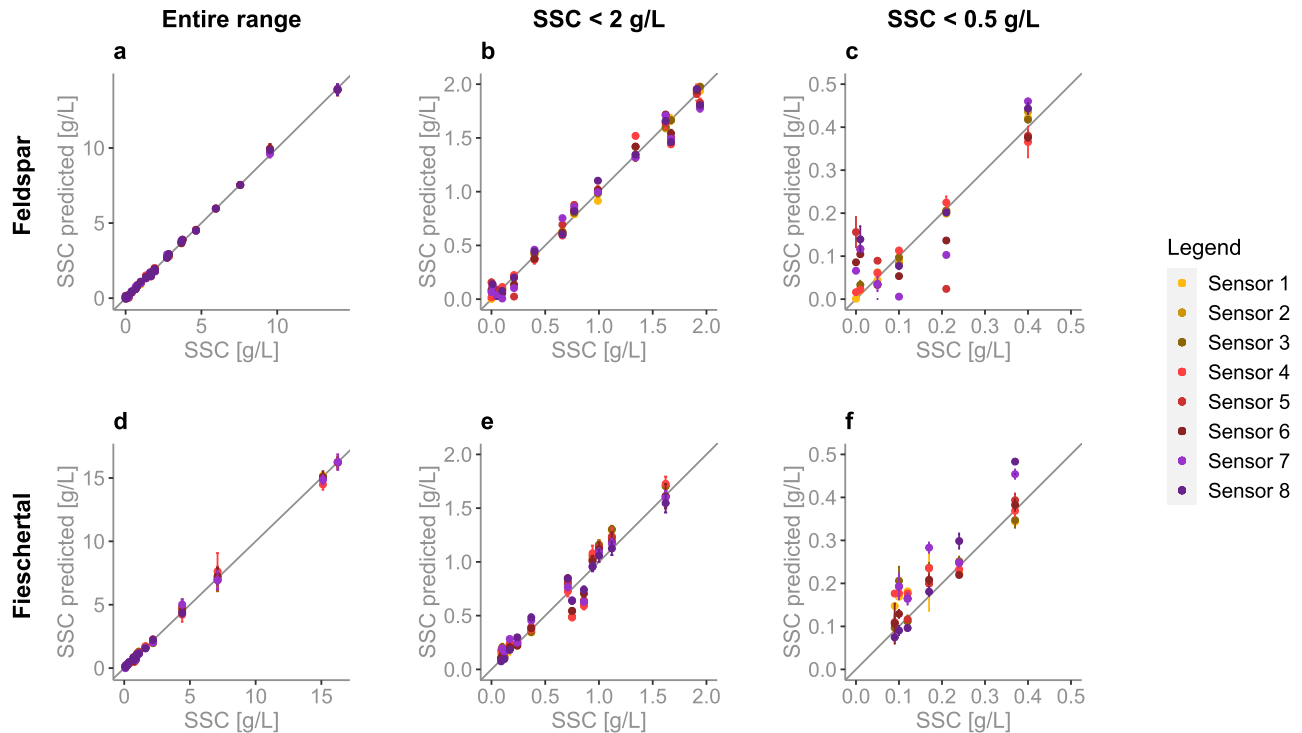 Entire range
SSC < 2 g/L
SSC < 0.5 g/L
a
b
c
Feldspar
SSC predicted [g/L]
10
5
0
0
5
10
SSC [g/L]
SSC predicted [g/L]
2.0
1.5
1.0
0.5
0.0
0.0
0.5
1.0
1.5
2.0
SSC [g/L]
SSC predicted [g/L]
0.5
0.4
0.3
0.2
0.1
0.0
0.0
0.1
0.2
0.3
0.4
0.5
SSC [g/L]
Legend
Sensor 1
Sensor 2
Sensor 3
Sensor 4
Sensor 5
Sensor 6
Sensor 7
Sensor 8
d
e
f
Fieschertal
SSC predicted [g/L]
15
10
5
0
0
5
10
15
SSC [g/L]
SSC predicted [g/L]
2.0
1.5
1.0
0.5
0.0
0.0
0.5
1.0
1.5
2.0
SSC [g/L]
SSC predicted [g/L]
0.5
0.4
0.3
0.2
0.1
0.0
0.0
0.1
0.2
0.3
0.4
0.5
SSC [g/L]